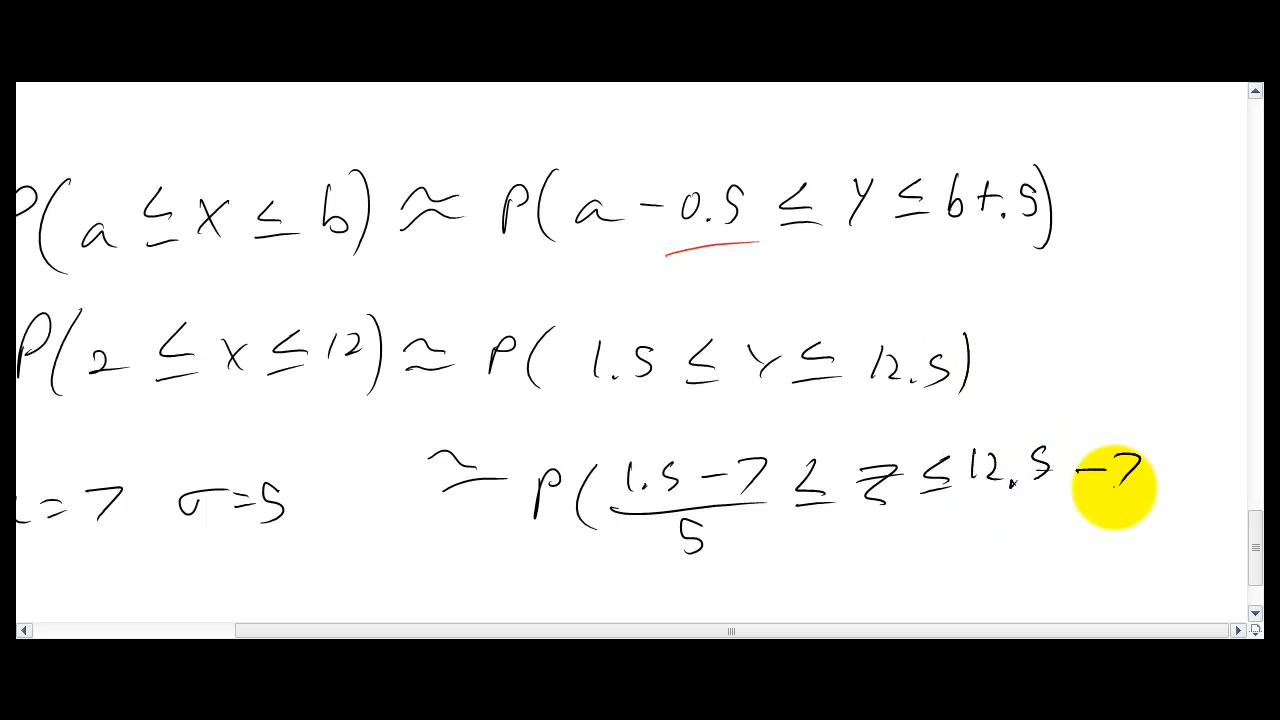 P(a ≤ X ≤ b) ≈ P(a - 0.5 ≤ Y ≤ b+.5)
P(2 ≤ X ≤ 12) ≈ P( 1.5 ≤ Y ≤ 12.5)
≃ P( (1.5 - 7)/5 ≤ Z ≤ 12.5 - 7
= 7 σ=5